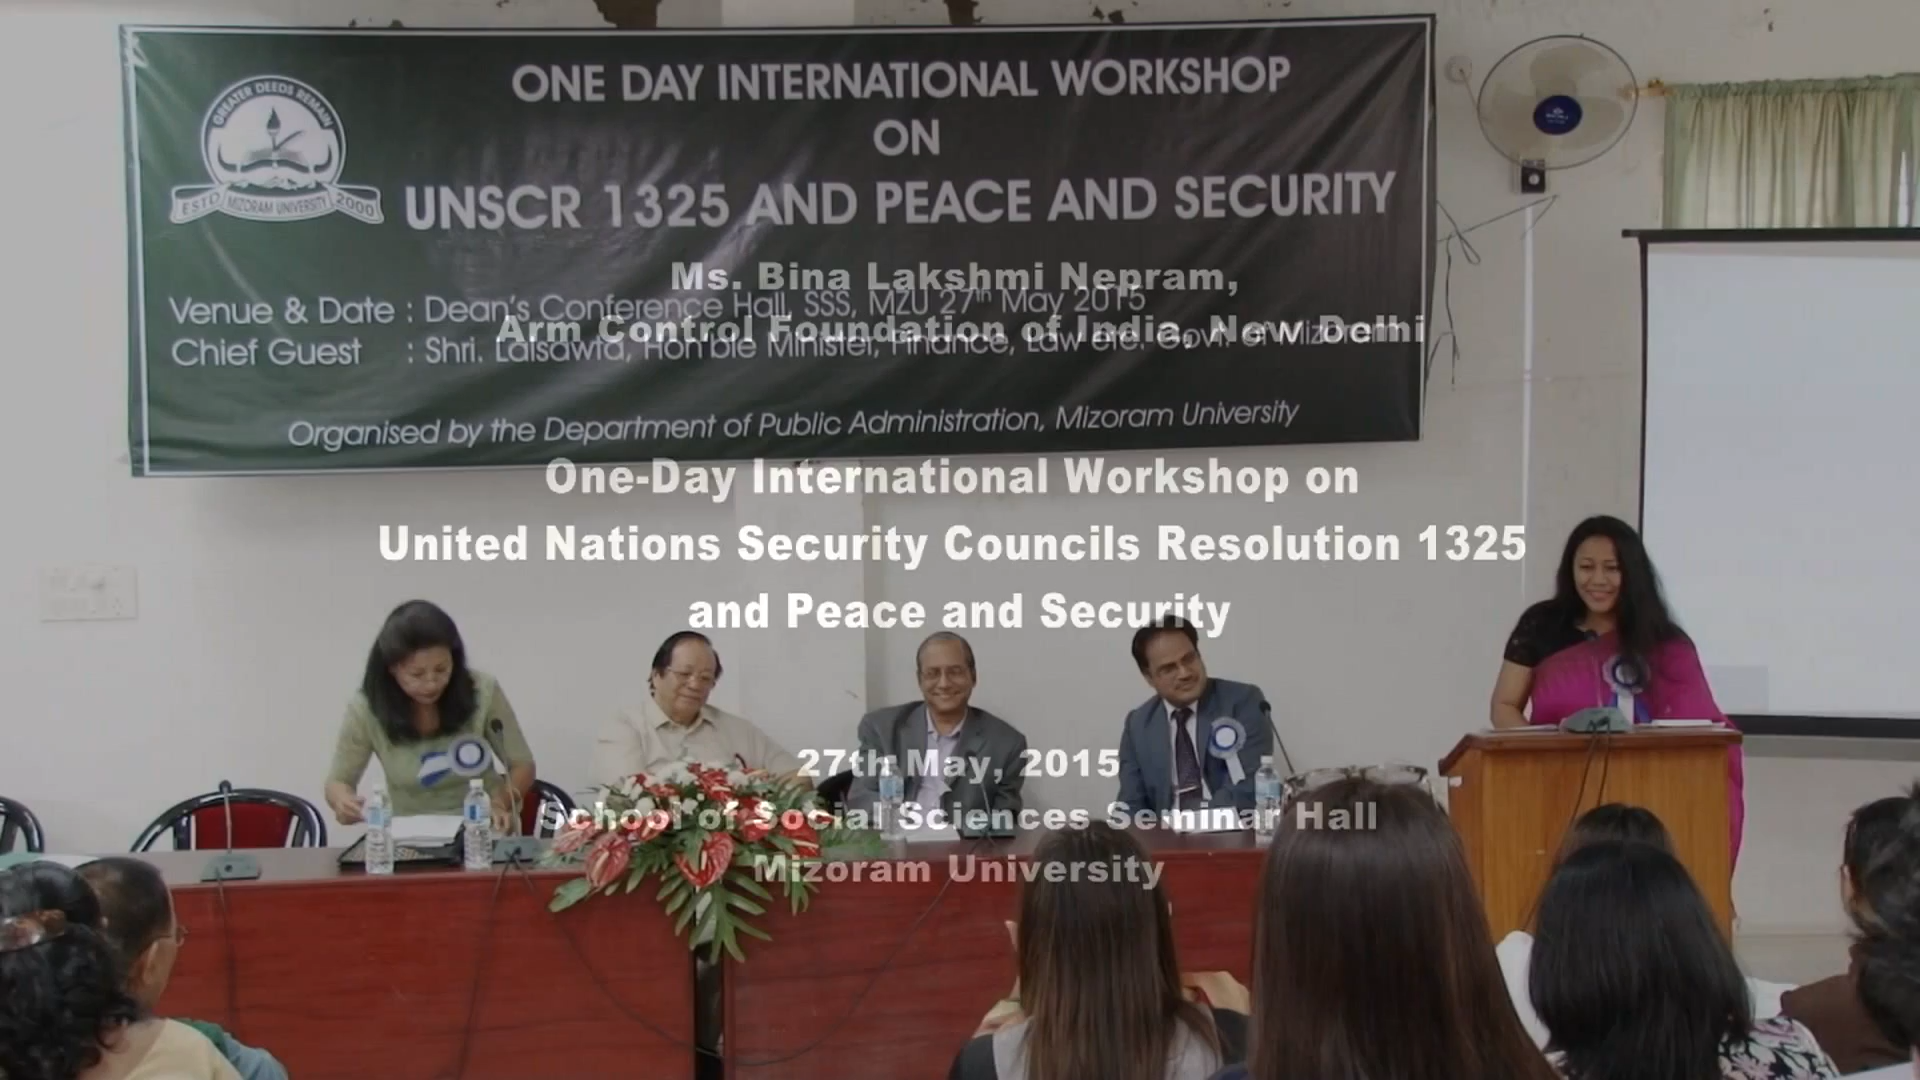 ONE DAY INTERNATIONAL WORKSHOP
ON
UNSCR 1325 AND PEACE AND SECURITY
GREATER DEEDS REMAIN
ESTD MIZORAM UNIVERSITY 2000
Ms. Bina Lakshmi Nepram,
Venue & Date : Dean's Conference Hall, SSS, MZU 27th May 2015
Arm Control Foundation of India, New Delhi
Chief Guest : Shri. Lalsawta, Hon'ble Minister, Finance, Law etc. Govt. of Mizoram
Organised by the Department of Public Administration, Mizoram University
One-Day International Workshop on
United Nations Security Councils Resolution 1325
and Peace and Security
27th May, 2015
School of Social Sciences Seminar Hall
Mizoram University